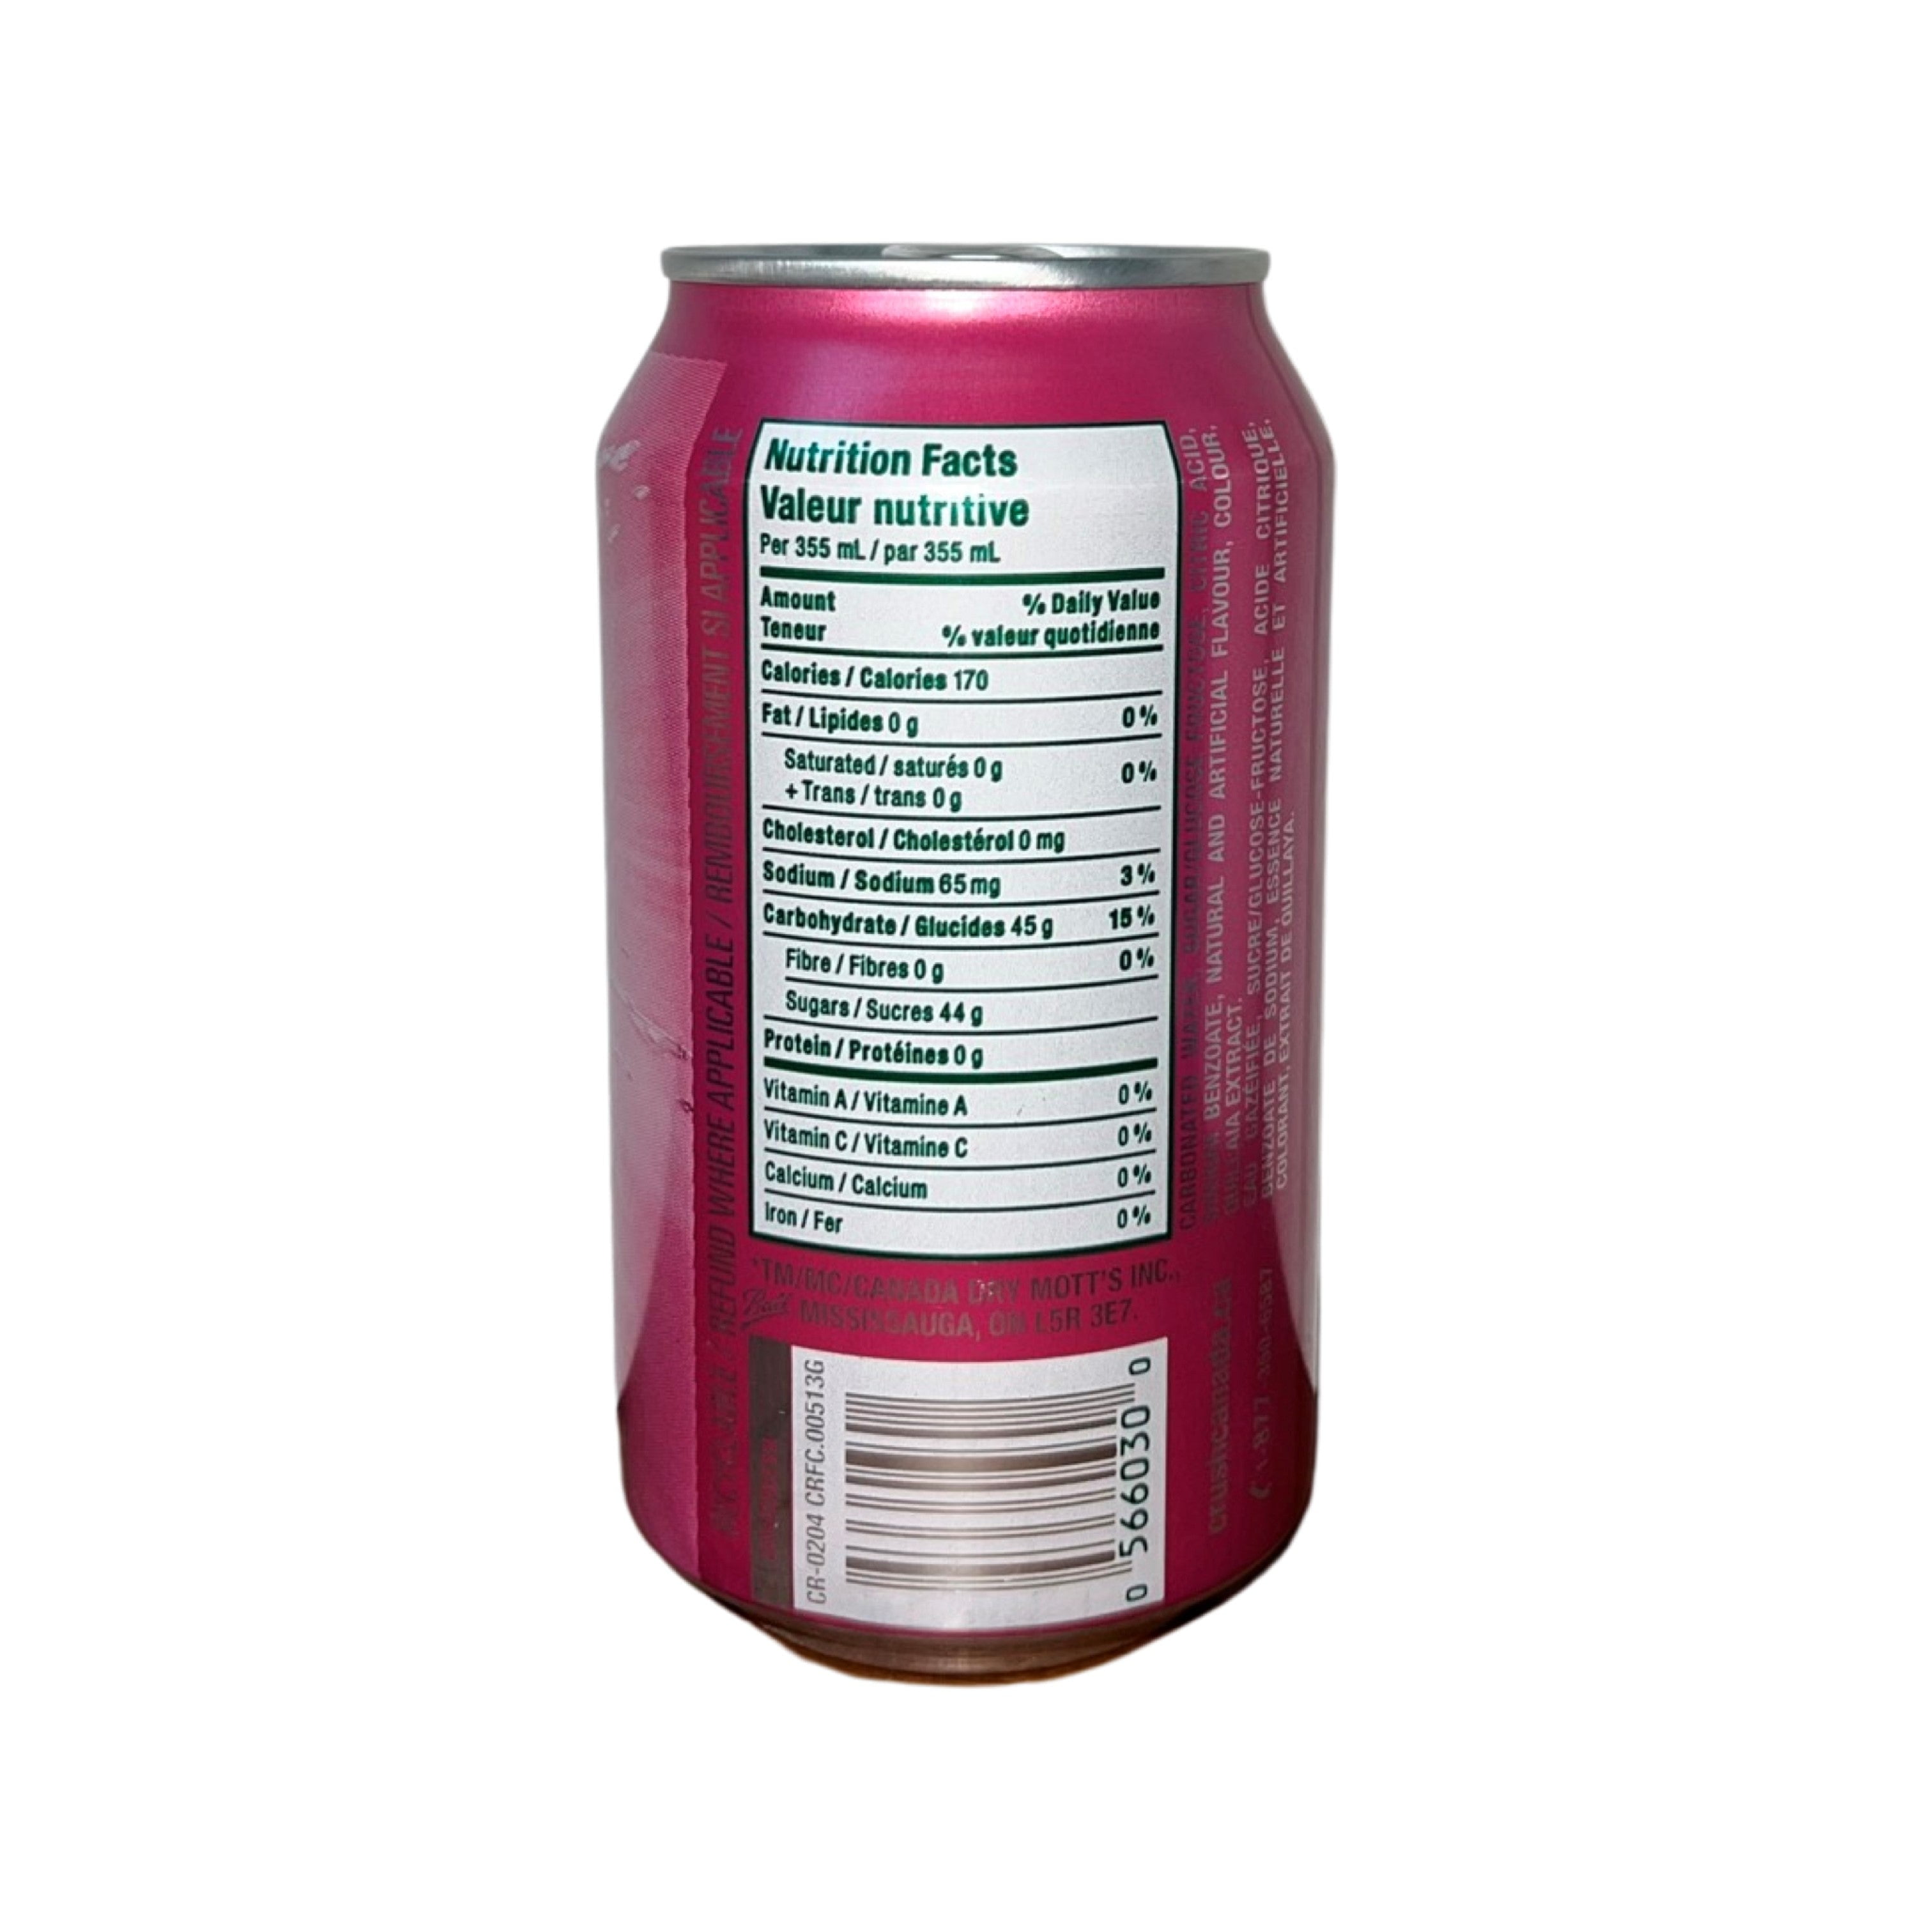 Nutrition Facts
Valeur nutritive
Per 355 mL / par 355 mL
Amount % Daily Value
Teneur % valeur quotidienne
Calories / Calories 170
Fat / Lipides 0 g 0 %
Saturated / saturés 0 g 0 %
+ Trans / trans 0 g
Cholesterol / Cholestérol 0 mg
Sodium / Sodium 65 mg 3 %
Carbohydrate / Glucides 45 g 15 %
Fibre / Fibres 0 g 0 %
Sugars / Sucres 44 g
Protein / Protéines 0 g
Vitamin A / Vitamine A 0 %
Vitamin C / Vitamine C 0 %
Calcium / Calcium 0 %
Iron / Fer 0 %
*TM/MC/CANADA DRY MOTT'S INC.,
Ball MISSISSAUGA, ON L5R 3E7.
CR-0204 CRFC.00513G
0 566030 0
REFUND WHERE APPLICABLE / REMBOURSEMENT SI APPLICABLE
CARBONATED WATER, SUGAR/GLUCOSE-FRUCTOSE, CITRIC ACID,
BENZOATE, NATURAL AND ARTIFICIAL FLAVOUR, COLOUR,
EXTRACT.
EAU GAZÉIFIÉE, SUCRE/GLUCOSE-FRUCTOSE, ACIDE CITRIQUE,
BENZOATE DE SODIUM, ESSENCE NATURELLE ET ARTIFICIELLE,
COLORANT, EXTRAIT DE QUILLAYA.
crushcanada.ca